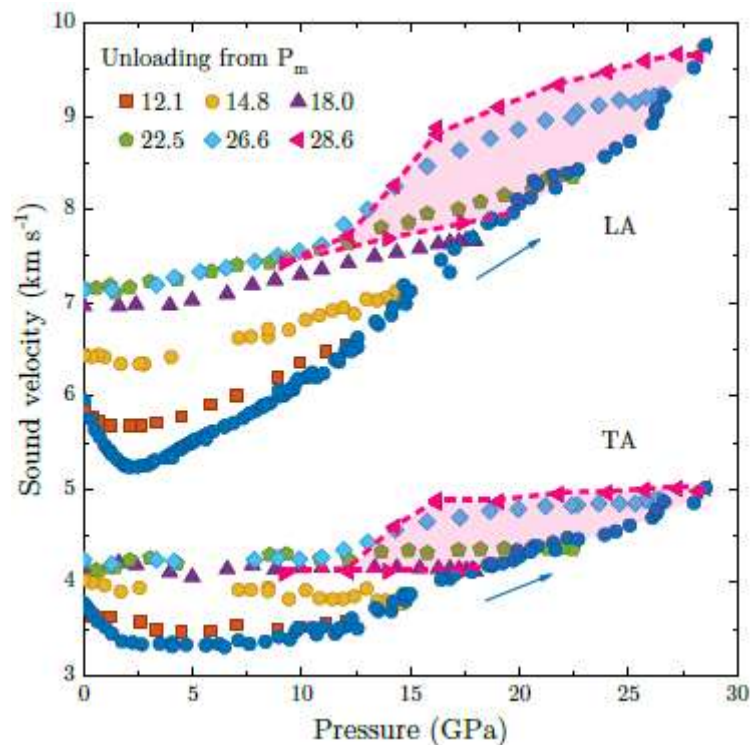 Unloading from Pm
12.1 14.8 18.0
22.5 26.6 28.6
LA
TA
Sound velocity (km s⁻¹)
10
9
8
7
6
5
4
3
0 5 10 15 20 25 30
Pressure (GPa)